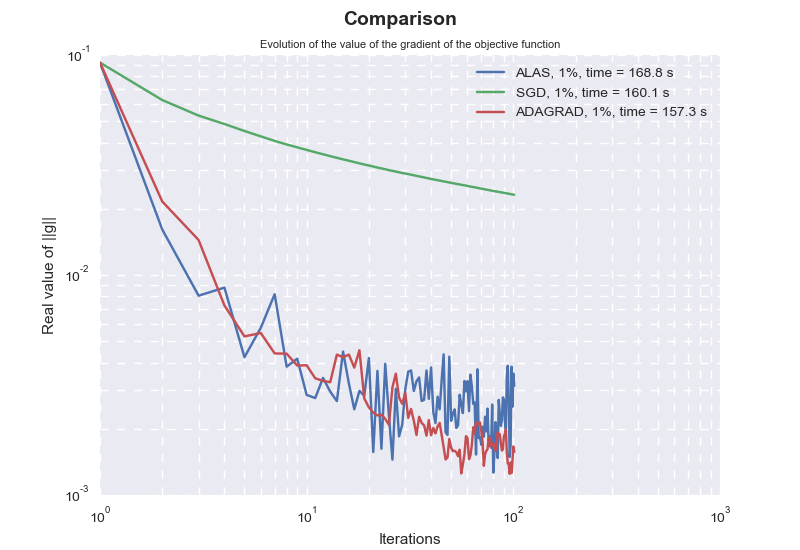 Comparison
Evolution of the value of the gradient of the objective function
ALAS, 1%, time = 168.8 s
SGD, 1%, time = 160.1 s
ADAGRAD, 1%, time = 157.3 s
Real value of ||g||
10^-1
10^-2
10^-3
10^0
10^1
10^2
10^3
Iterations